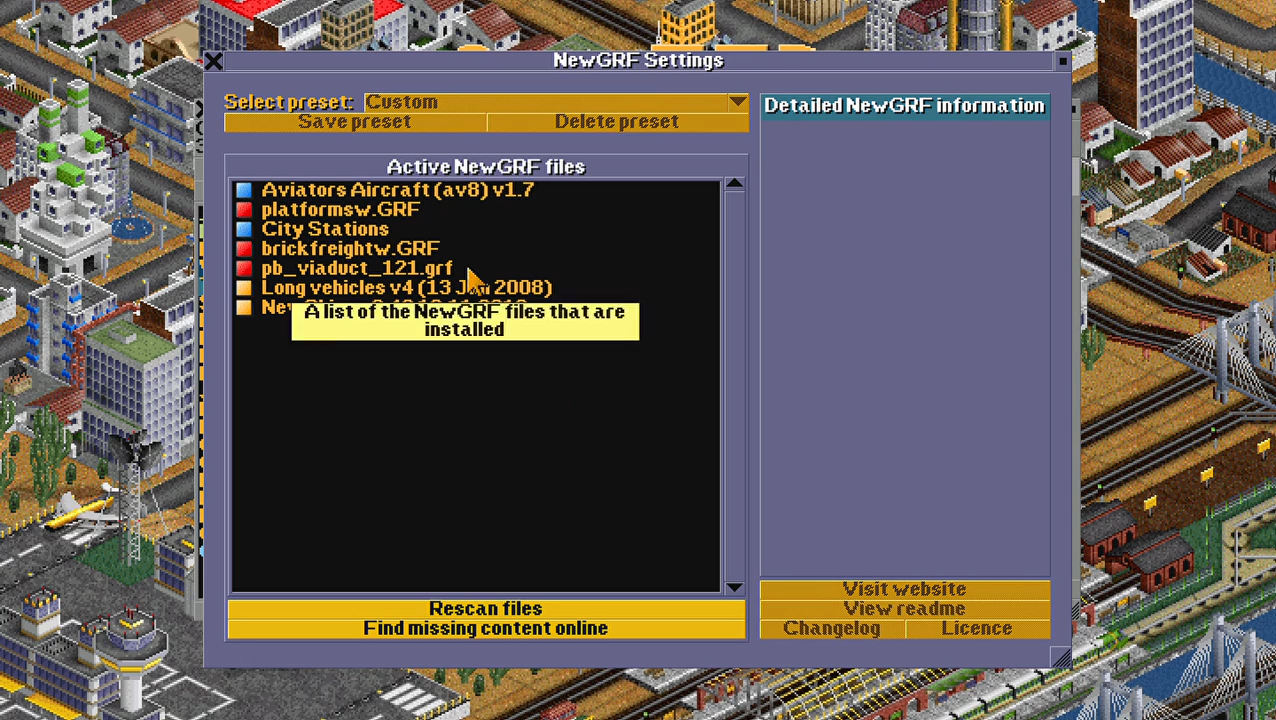 NewGRF Settings
Select preset: Custom
Save preset
Delete preset
Detailed NewGRF information
Active NewGRF files
Aviators Aircraft (av8) v1.7
platformsw.GRF
City Stations
brickfreightw.GRF
pb_viaduct_121.grf
Long vehicles v4 (13 2008)
A list of the NewGRF files that are
installed
Rescan files
Find missing content online
Visit website
View readme
Changelog
Licence